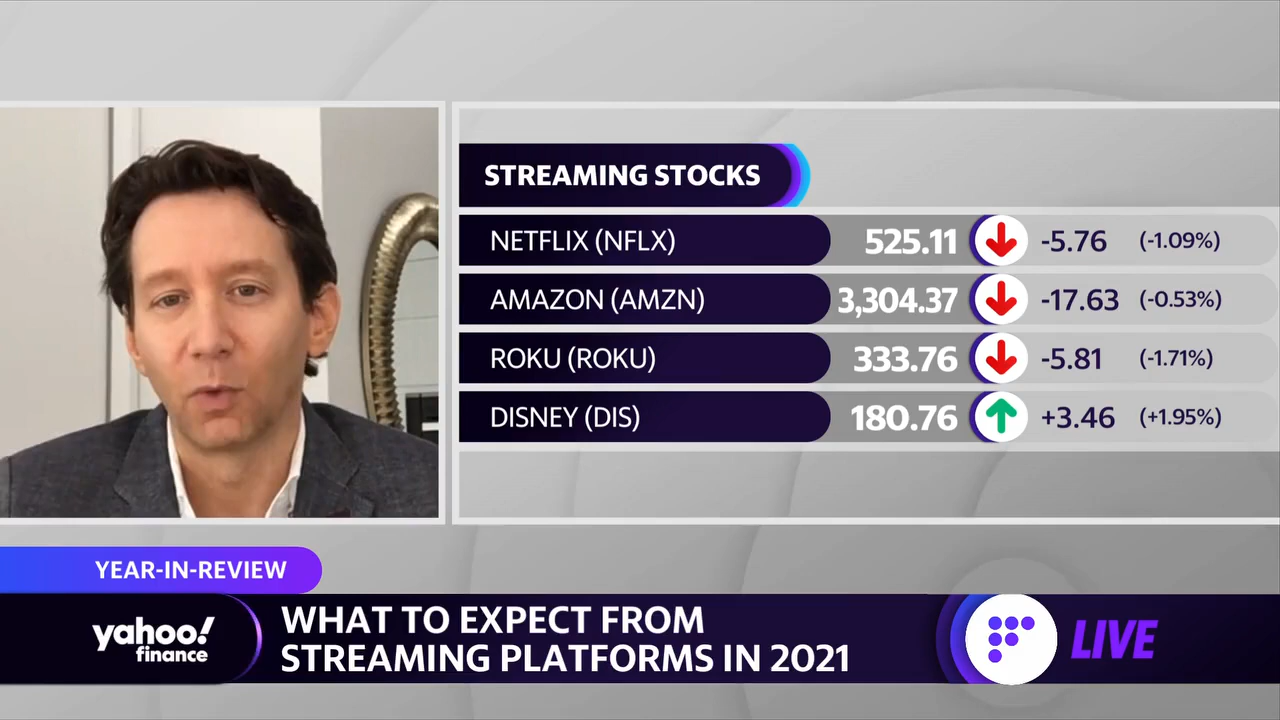 STREAMING STOCKS
NETFLIX (NFLX) 525.11 -5.76 (-1.09%)
AMAZON (AMZN) 3,304.37 -17.63 (-0.53%)
ROKU (ROKU) 333.76 -5.81 (-1.71%)
DISNEY (DIS) 180.76 +3.46 (+1.95%)
YEAR-IN-REVIEW
yahoo!
finance
WHAT TO EXPECT FROM
STREAMING PLATFORMS IN 2021
LIVE